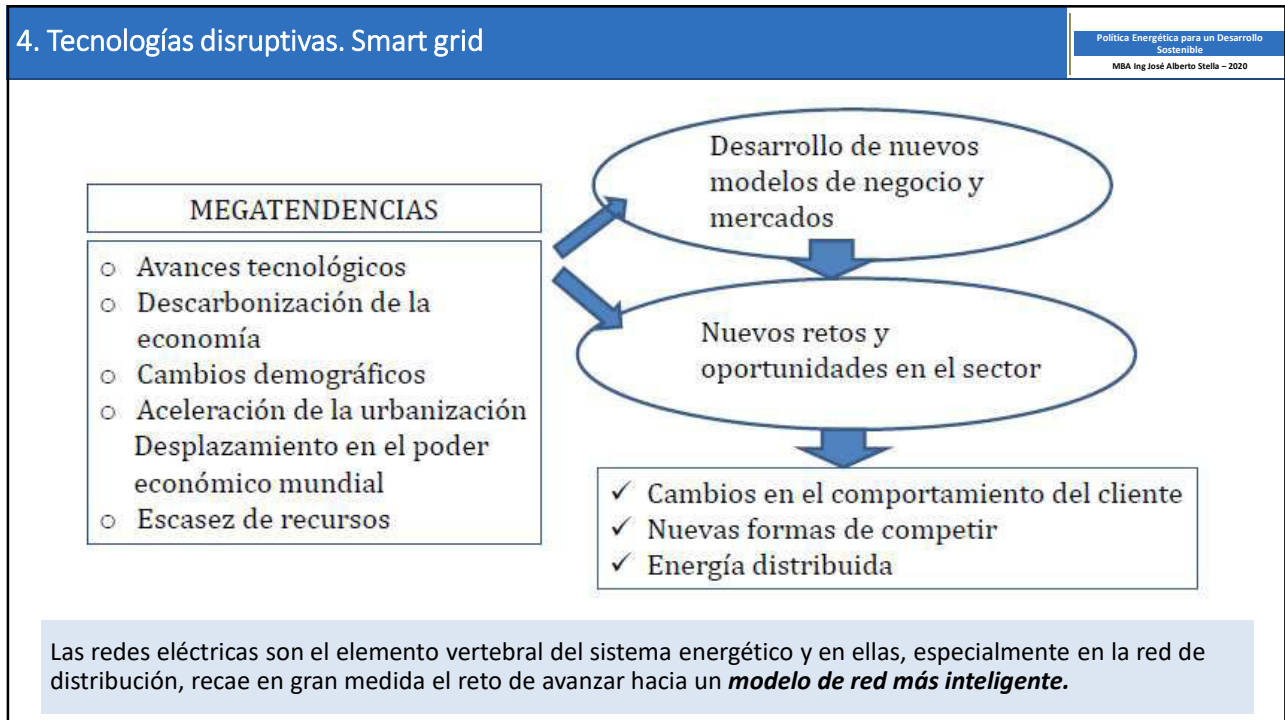 4. Tecnologías disruptivas. Smart grid
Política Energética para un Desarrollo
Sostenible
MBA Ing José Alberto Stella – 2020
MEGATENDENCIAS
o Avances tecnológicos
o Descarbonización de la
economía
o Cambios demográficos
o Aceleración de la urbanización
Desplazamiento en el poder
económico mundial
o Escasez de recursos
Desarrollo de nuevos
modelos de negocio y
mercados
Nuevos retos y
oportunidades en el sector
✓ Cambios en el comportamiento del cliente
✓ Nuevas formas de competir
✓ Energía distribuida
Las redes eléctricas son el elemento vertebral del sistema energético y en ellas, especialmente en la red de
distribución, recae en gran medida el reto de avanzar hacia un modelo de red más inteligente.